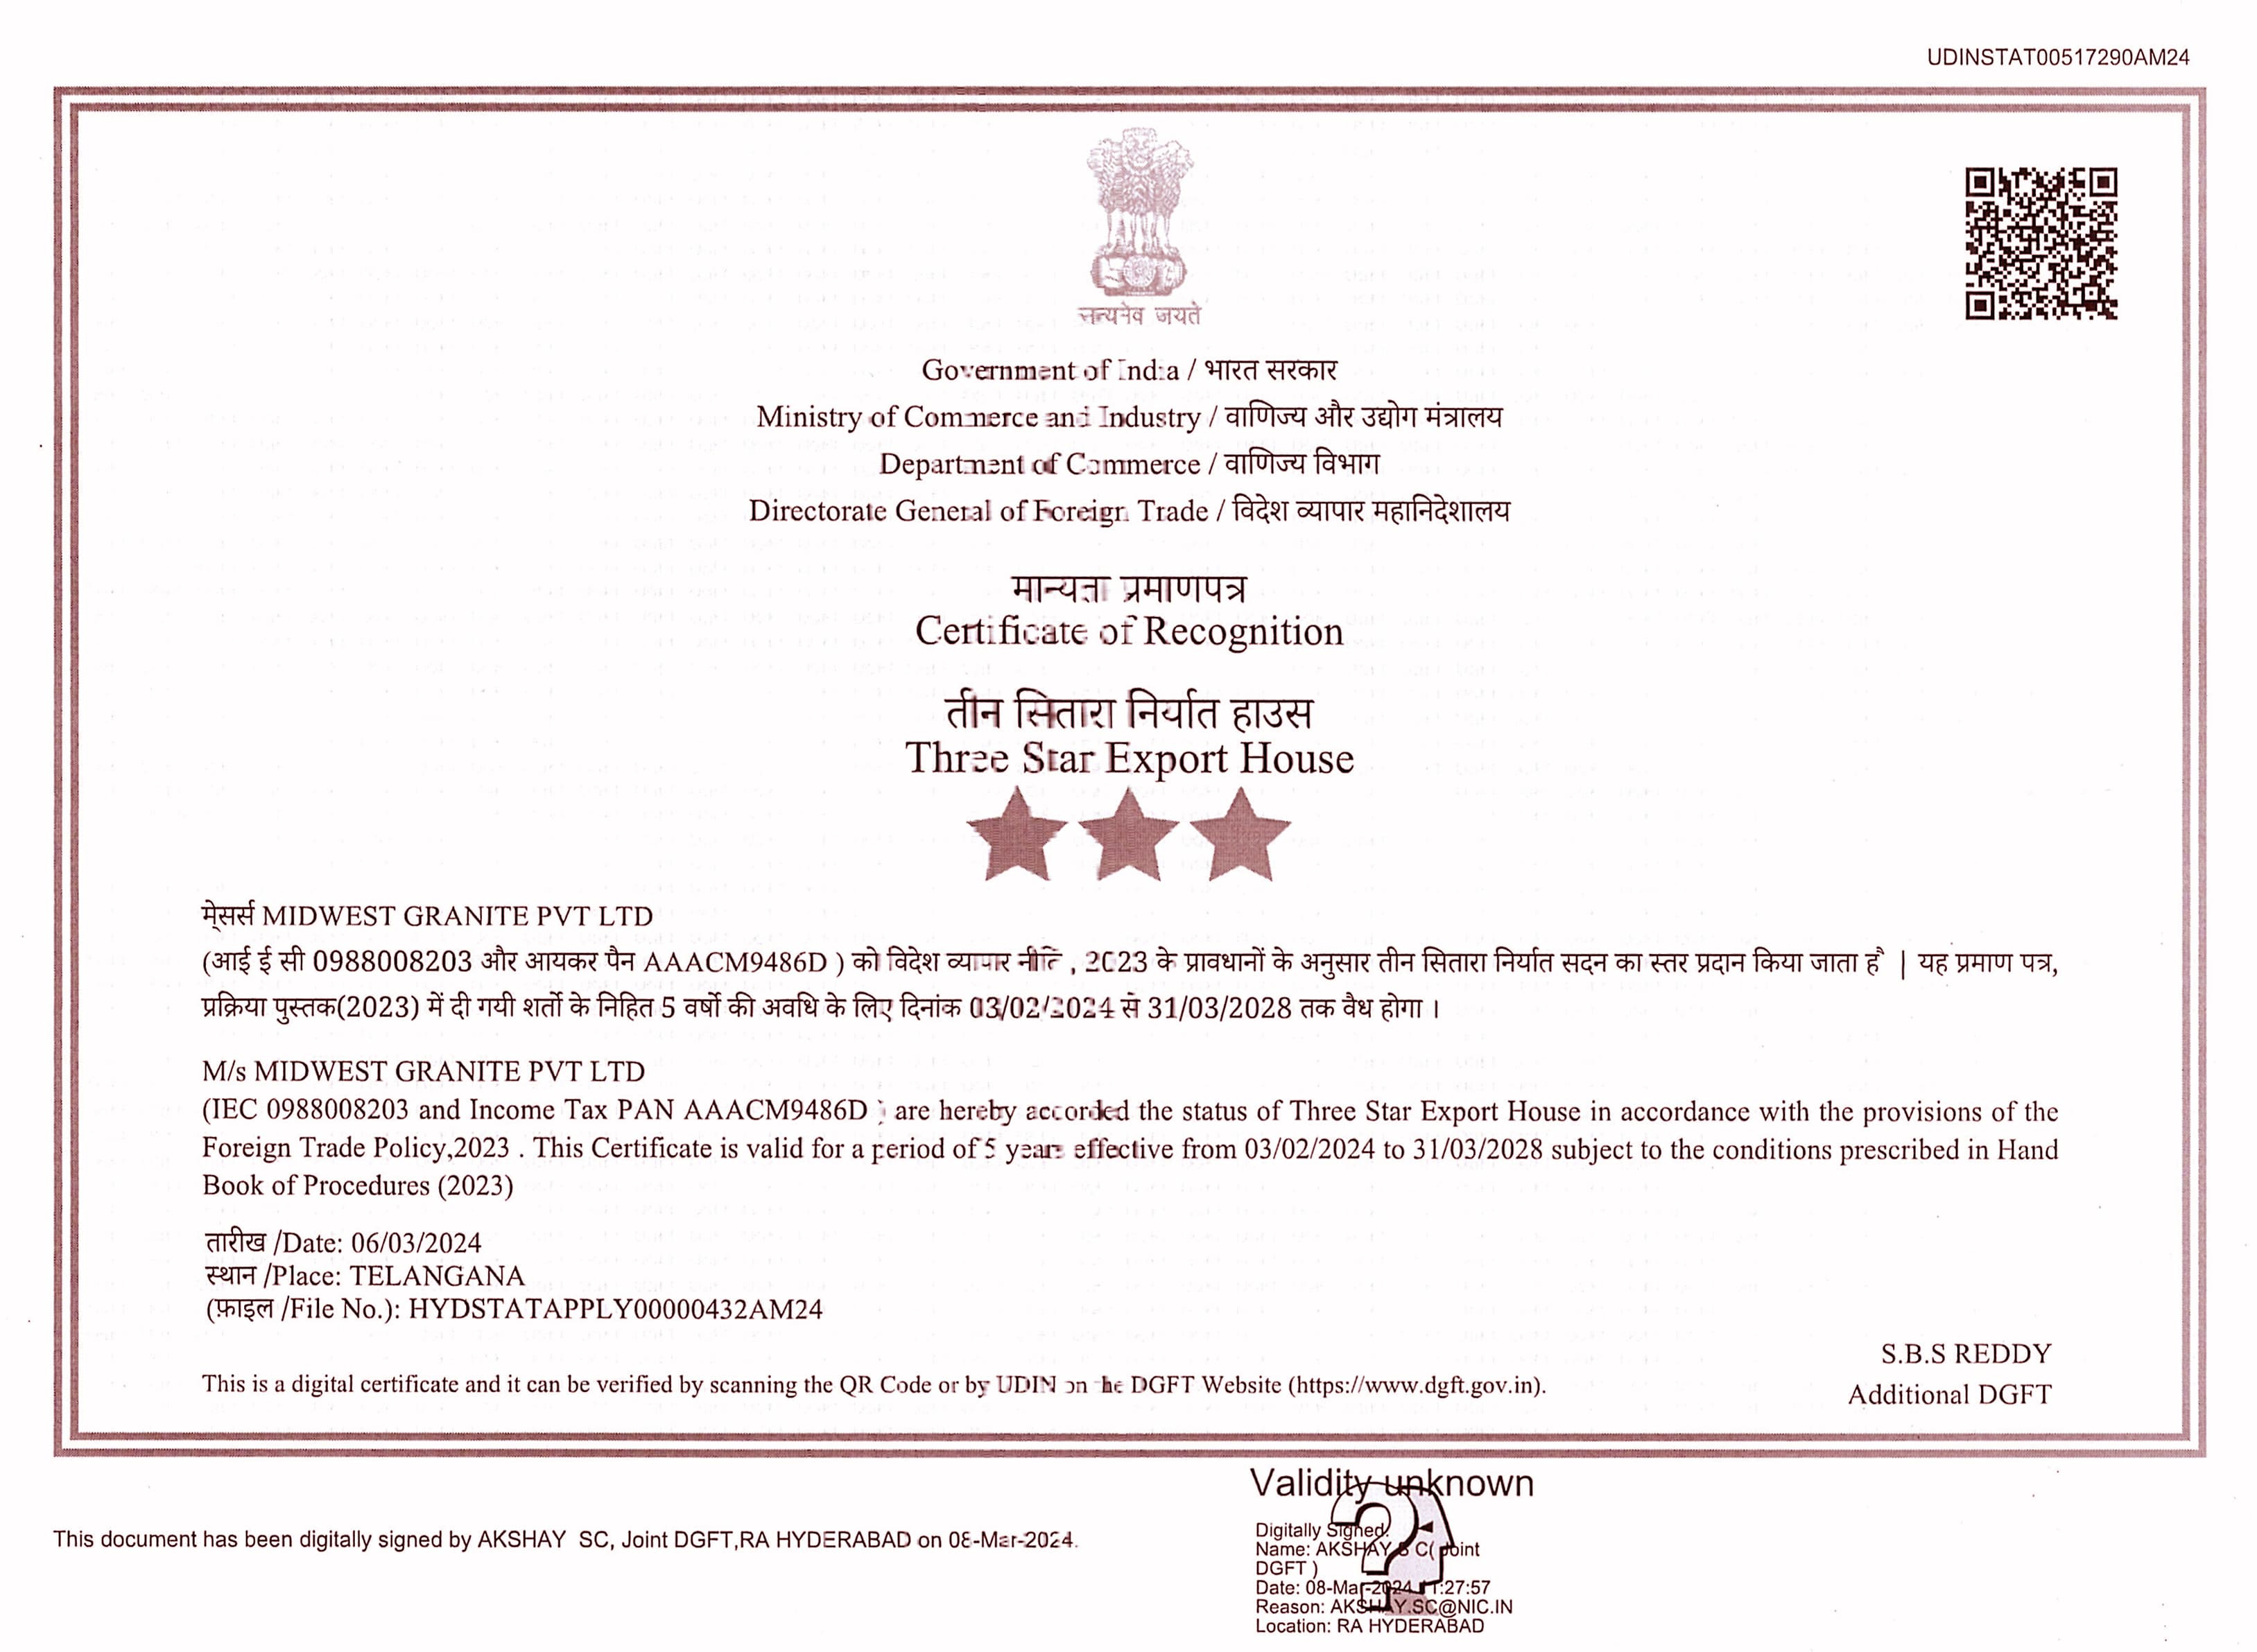 UDINSTAT00517290AM24
सत्यमेव जयते
Government of India / भारत सरकार
Ministry of Commerce and Industry / वाणिज्य और उद्योग मंत्रालय
Department of Commerce / वाणिज्य विभाग
Directorate General of Foreign Trade / विदेश व्यापार महानिदेशालय
मान्यता प्रमाणपत्र
Certificate of Recognition
तीन सितारा निर्यात हाउस
Three Star Export House
मे्सर्स MIDWEST GRANITE PVT LTD
(आई ई सी 0988008203 और आयकर पैन AAACM9486D ) को विदेश व्यापार नीति , 2023 के प्रावधानों के अनुसार तीन सितारा निर्यात सदन का स्तर प्रदान किया जाता है | यह प्रमाण पत्र,
प्रक्रिया पुस्तक(2023) में दी गयी शर्तो के निहित 5 वर्षो की अवधि के लिए दिनांक 03/02/2024 से 31/03/2028 तक वैध होगा ।
M/s MIDWEST GRANITE PVT LTD
(IEC 0988008203 and Income Tax PAN AAACM9486D ) are hereby accorded the status of Three Star Export House in accordance with the provisions of the
Foreign Trade Policy,2023 . This Certificate is valid for a period of 5 years effective from 03/02/2024 to 31/03/2028 subject to the conditions prescribed in Hand
Book of Procedures (2023)
तारीख /Date: 06/03/2024
स्थान /Place: TELANGANA
(फ़ाइल /File No.): HYDSTATAPPLY00000432AM24
S.B.S REDDY
This is a digital certificate and it can be verified by scanning the QR Code or by UDIN on the DGFT Website (https://www.dgft.gov.in).
Additional DGFT
Validity unknown
This document has been digitally signed by AKSHAY SC, Joint DGFT,RA HYDERABAD on 08-Mar-2024.
Digitally Signed.
Name: AKSHAY S C( Joint
DGFT )
Date: 08-Mar-2024 11:27:57
Reason: AKSHAY.SC@NIC.IN
Location: RA HYDERABAD